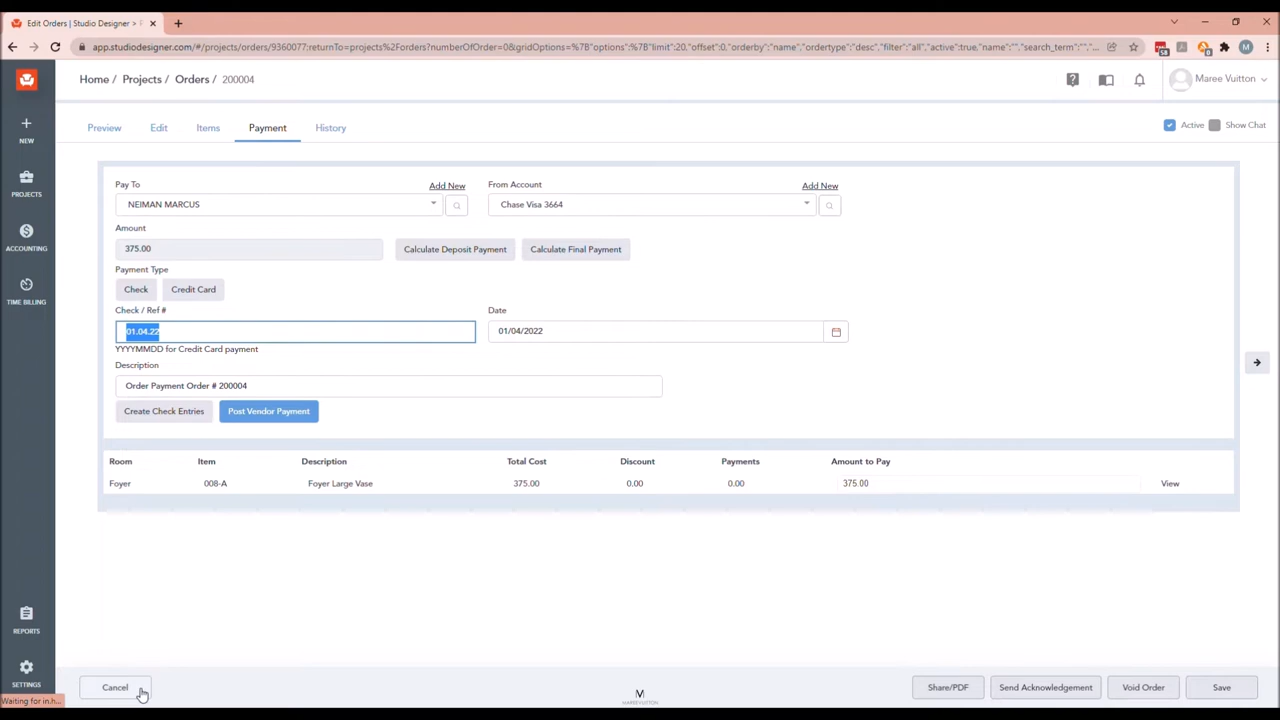 Edit Orders | Studio Designer >
app.studiodesigner.com/#/projects/orders/9360077;returnTo=projects%2Forders?numberOfOrder=0&gridOptions=%7B"options":%7B"limit":20,"offset":0,"orderby":"name","ordertype":"desc","filter":"all","active":true,"name":"","search_term":"",...
58
0
M
Home / Projects / Orders / 200004
Maree Vuitton
NEW
PROJECTS
ACCOUNTING
TIME BILLING
REPORTS
SETTINGS
Preview Edit Items Payment History
Active Show Chat
Pay To Add New From Account Add New
NEIMAN MARCUS Chase Visa 3664
Amount
375.00 Calculate Deposit Payment Calculate Final Payment
Payment Type
Check Credit Card
Check / Ref # Date
01.04.22 01/04/2022
YYYYMMDD for Credit Card payment
Description
Order Payment Order # 200004
Create Check Entries Post Vendor Payment
Room Item Description Total Cost Discount Payments Amount to Pay
Foyer 008-A Foyer Large Vase 375.00 0.00 0.00 375.00 View
Cancel Share/PDF Send Acknowledgement Void Order Save
Waiting for in.h...
M
MAREEVUITTON